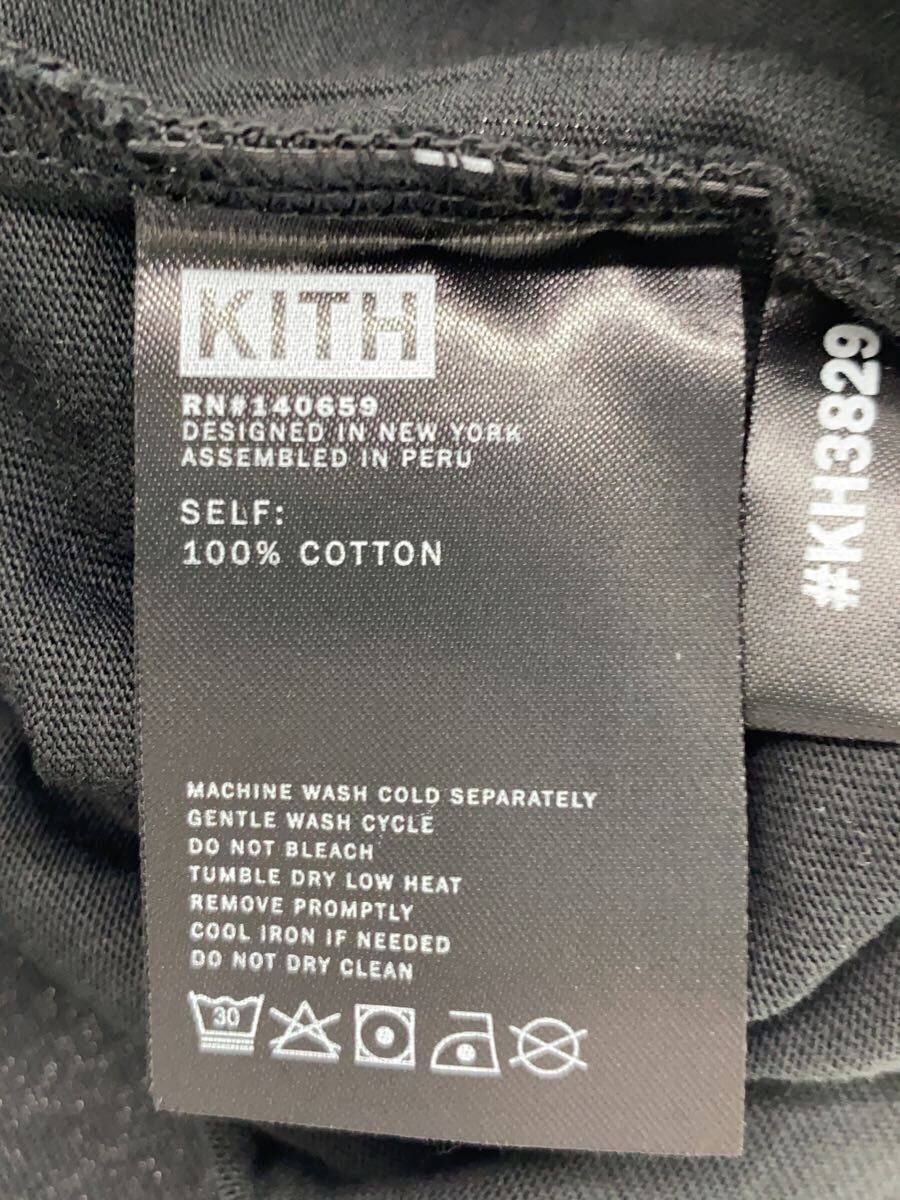 KITH
RN#140659
DESIGNED IN NEW YORK
ASSEMBLED IN PERU
SELF:
100% COTTON
MACHINE WASH COLD SEPARATELY
GENTLE WASH CYCLE
DO NOT BLEACH
TUMBLE DRY LOW HEAT
REMOVE PROMPTLY
COOL IRON IF NEEDED
DO NOT DRY CLEAN
30
#KH3829